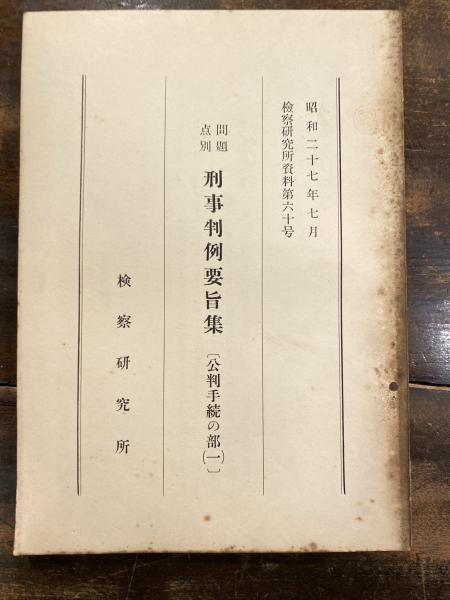 昭和二十七年七月
検察研究所資料第六十号
問題点別 刑事判例要旨集〔公判手続の部(一)〕
検察研究所